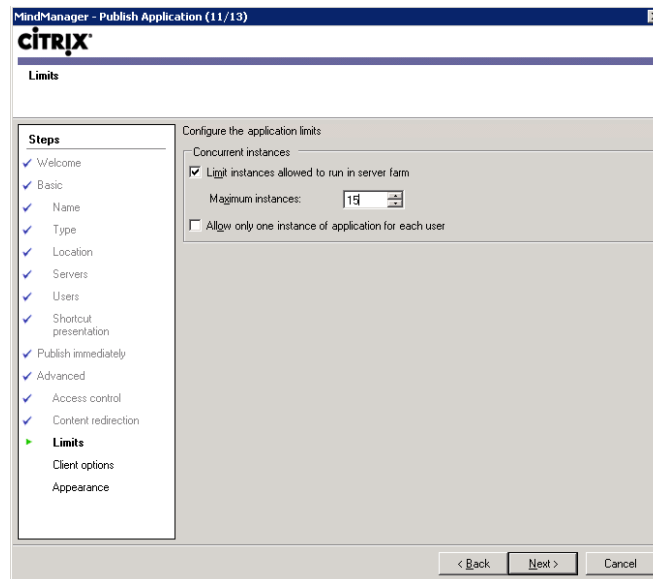 MindManager - Publish Application (11/13)
CITRIX
Limits
Steps
Welcome
Basic
Name
Type
Location
Servers
Users
Shortcut
presentation
Publish immediately
Advanced
Access control
Content redirection
Limits
Client options
Appearance
Configure the application limits
Concurrent instances
Limit instances allowed to run in server farm
Maximum instances: 15
Allow only one instance of application for each user
< Back Next > Cancel